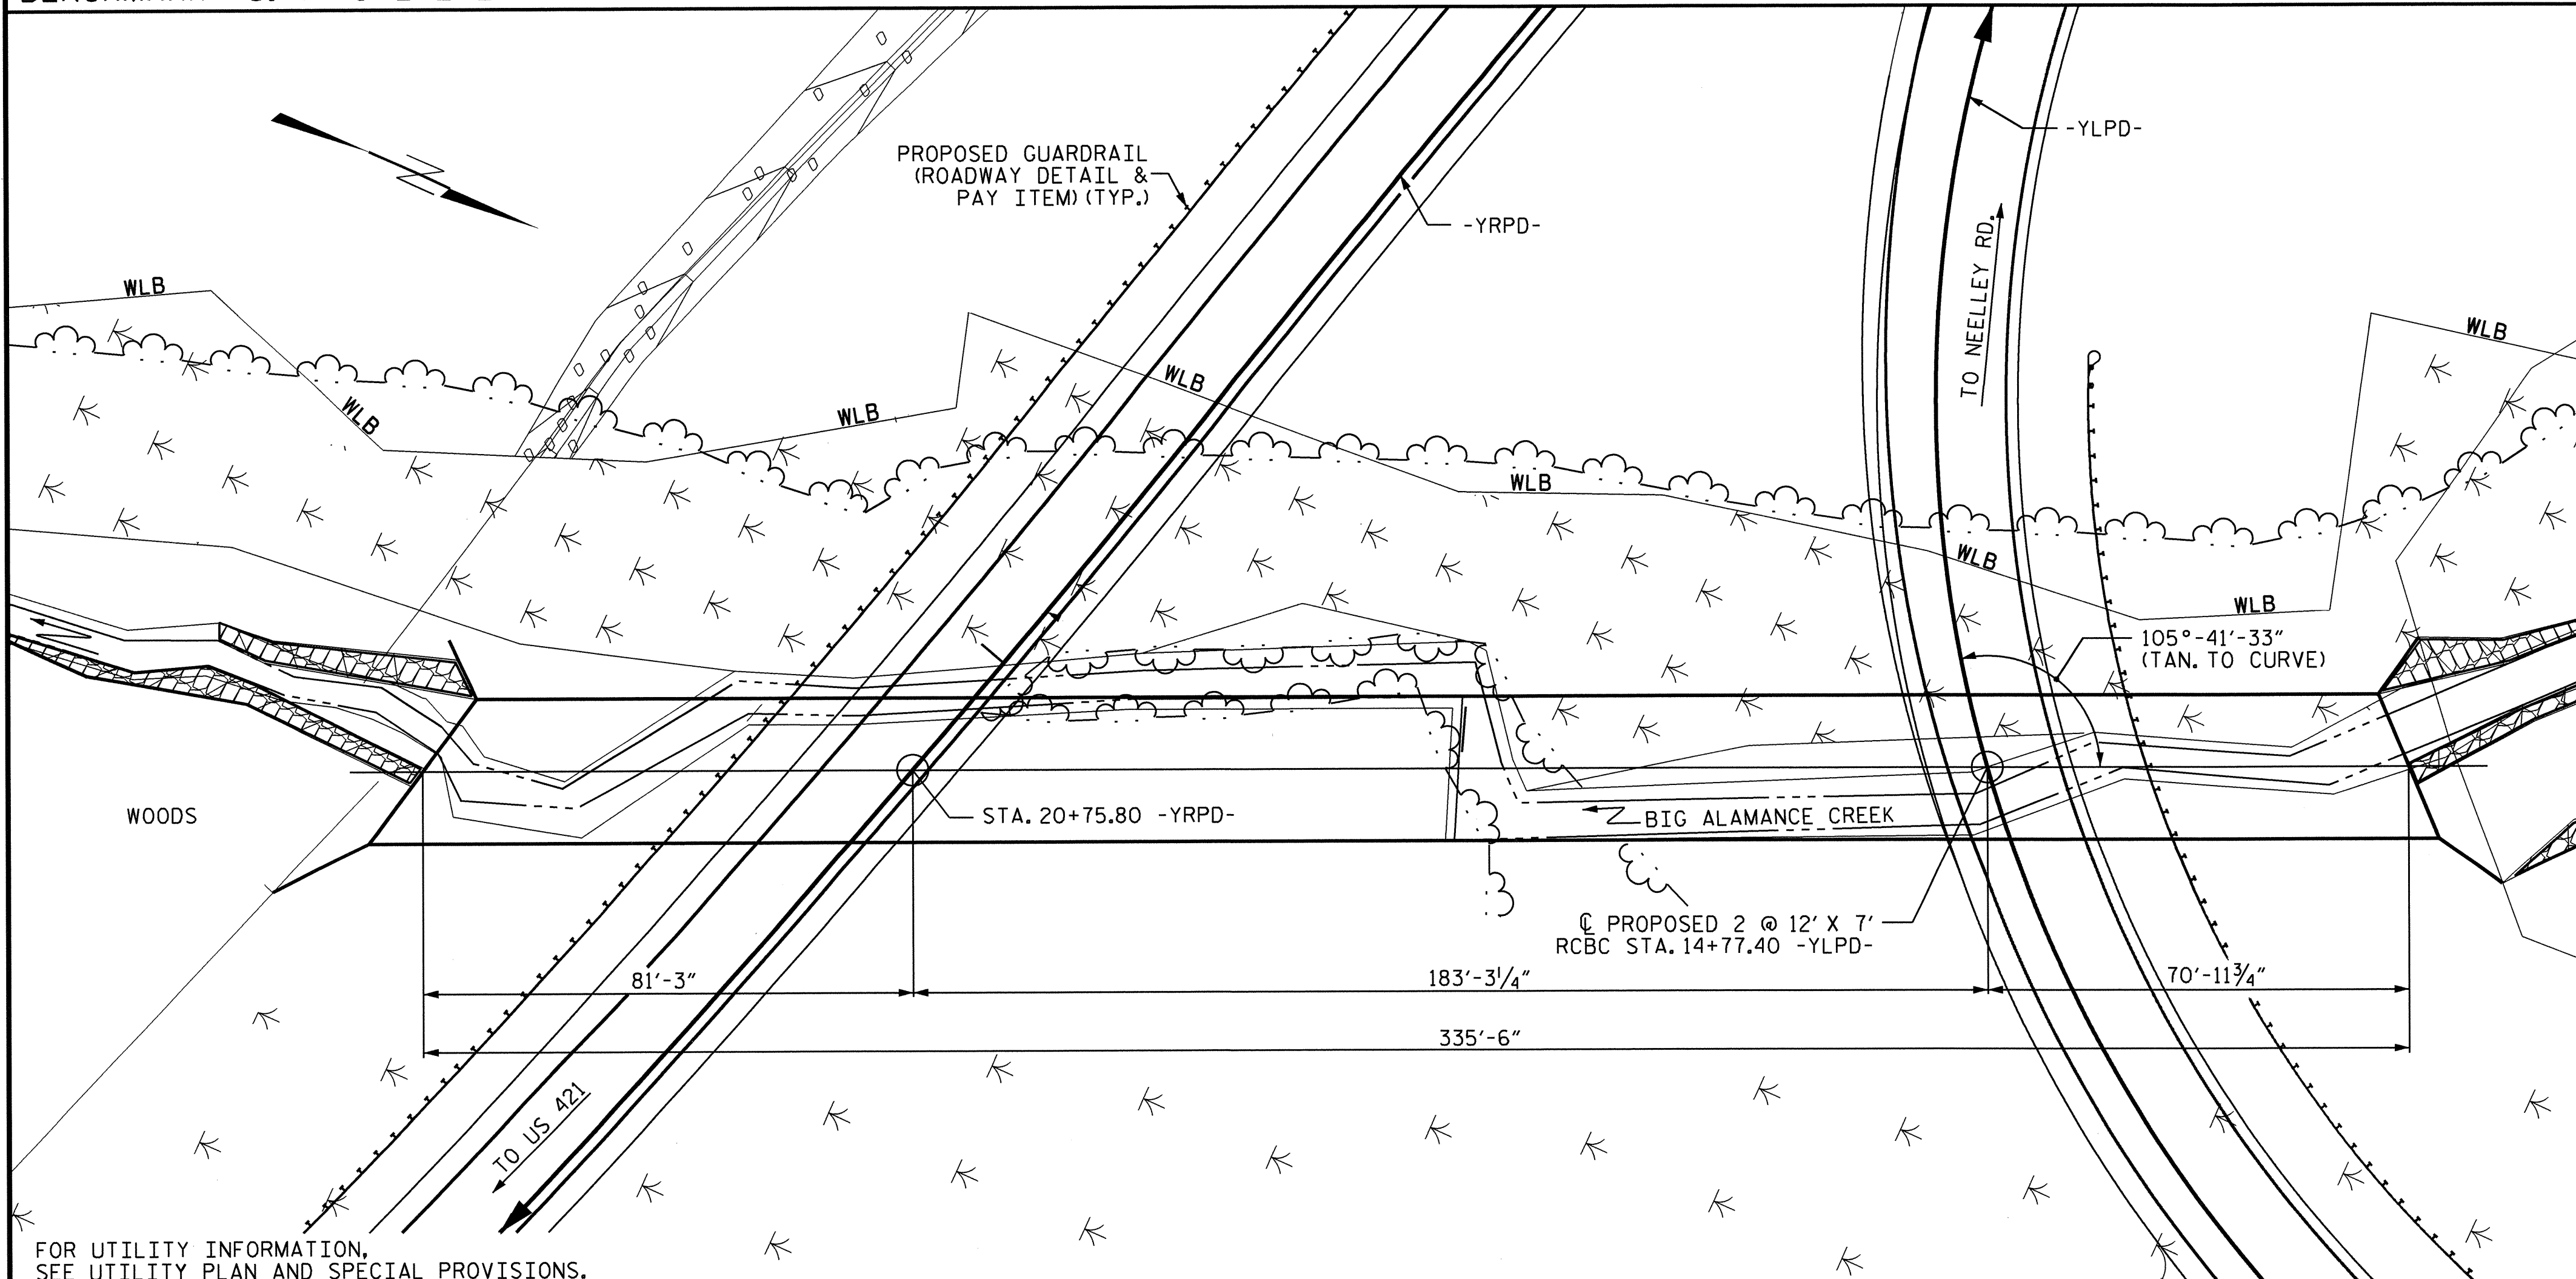 PROPOSED GUARDRAIL
(ROADWAY DETAIL &
PAY ITEM) (TYP.)
-YRPD-
-YLPD-
TO NEELLEY RD.
WLB
WLB
WLB
WLB
WLB
WLB
WLB
WLB
105°-41'-33"
(TAN. TO CURVE)
WOODS
STA. 20+75.80 -YRPD-
BIG ALAMANCE CREEK
℄ PROPOSED 2 @ 12' X 7'
RCBC STA. 14+77.40 -YLPD-
81'-3"
183'-3¼"
70'-11¾"
335'-6"
TO US 421
FOR UTILITY INFORMATION,
SEE UTILITY PLAN AND SPECIAL PROVISIONS.